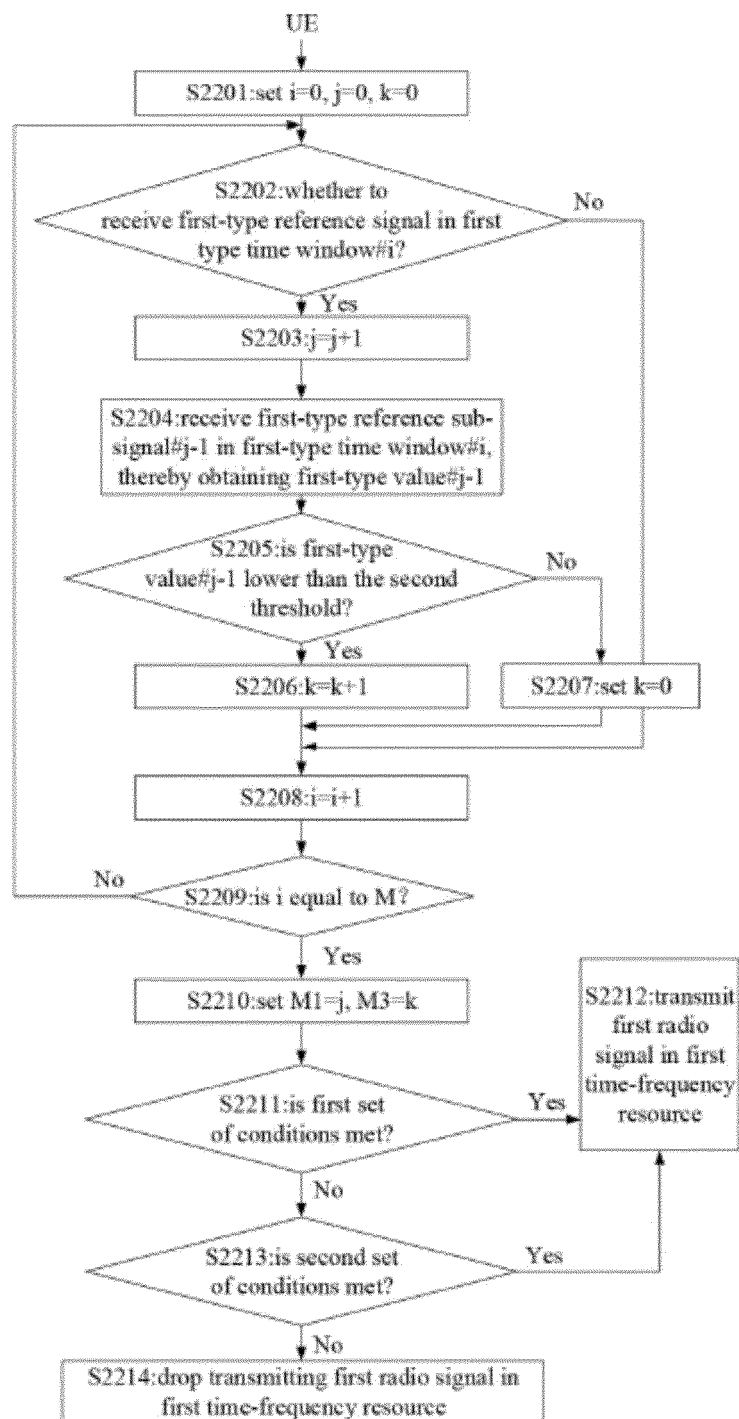 UE
S2201:set i=0, j=0, k=0
S2202:whether to
receive first-type reference signal in first
type time window#i?
No
Yes
S2203:j=j+1
S2204:receive first-type reference sub-
signal#j-1 in first-type time window#i,
thereby obtaining first-type value#j-1
S2205:is first-type
value#j-1 lower than the second
threshold?
No
Yes
S2206:k=k+1
S2207:set k=0
S2208:i=i+1
No
S2209:is i equal to M?
Yes
S2210:set M1=j, M3=k
S2212:transmit
first radio
signal in first
time-frequency
resource
S2211:is first set
of conditions met?
Yes
No
S2213:is second set
of conditions met?
Yes
No
S2214:drop transmitting first radio signal in
first time-frequency resource